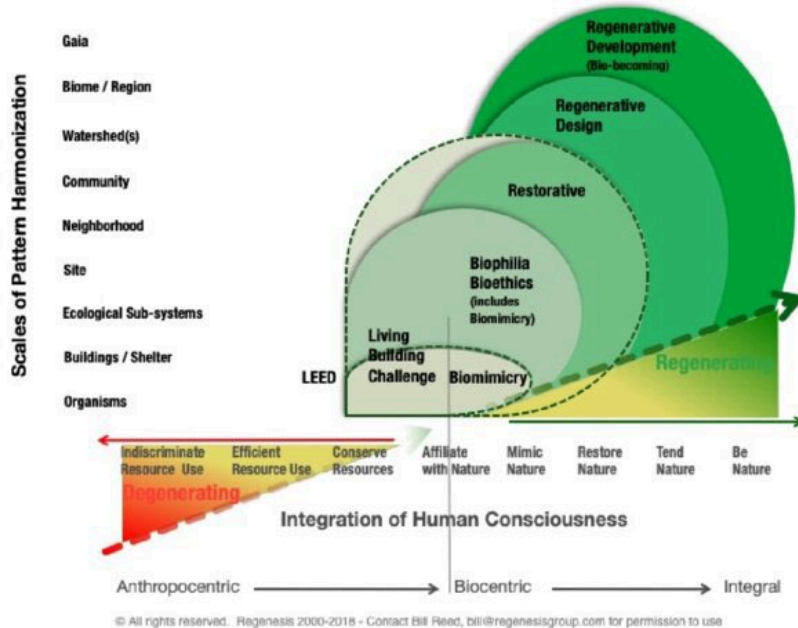 Scales of Pattern Harmonization
Gaia
Biome / Region
Watershed(s)
Community
Neighborhood
Site
Ecological Sub-systems
Buildings / Shelter
Organisms
Regenerative
Development
(Bio-becoming)
Regenerative
Design
Restorative
Biophilia
Bioethics
(includes
Biomimicry)
Living
Building
Challenge
Biomimicry
LEED
Regenerating
Indiscriminate
Resource Use
Efficient
Resource Use
Conserve
Resources
Affiliate
with Nature
Mimic
Nature
Restore
Nature
Tend
Nature
Be
Nature
Degenerating
Integration of Human Consciousness
Anthropocentric
Biocentric
Integral
© All rights reserved. Regenesis 2000-2018 - Contact Bill Reed, bill@regenesisgroup.com for permission to use